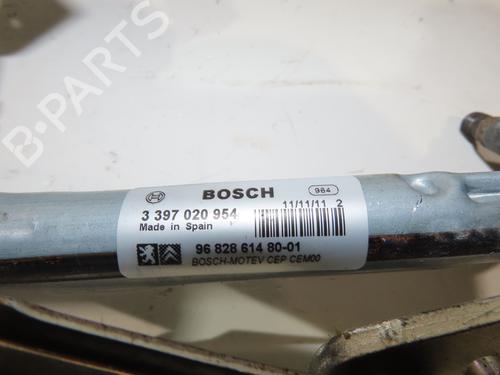 B-PARTS
BOSCH
984
3 397 020 954
11/11/11 2
Made in Spain
96 828 614 80-01
BOSCH-MOTEV CEP CEM00